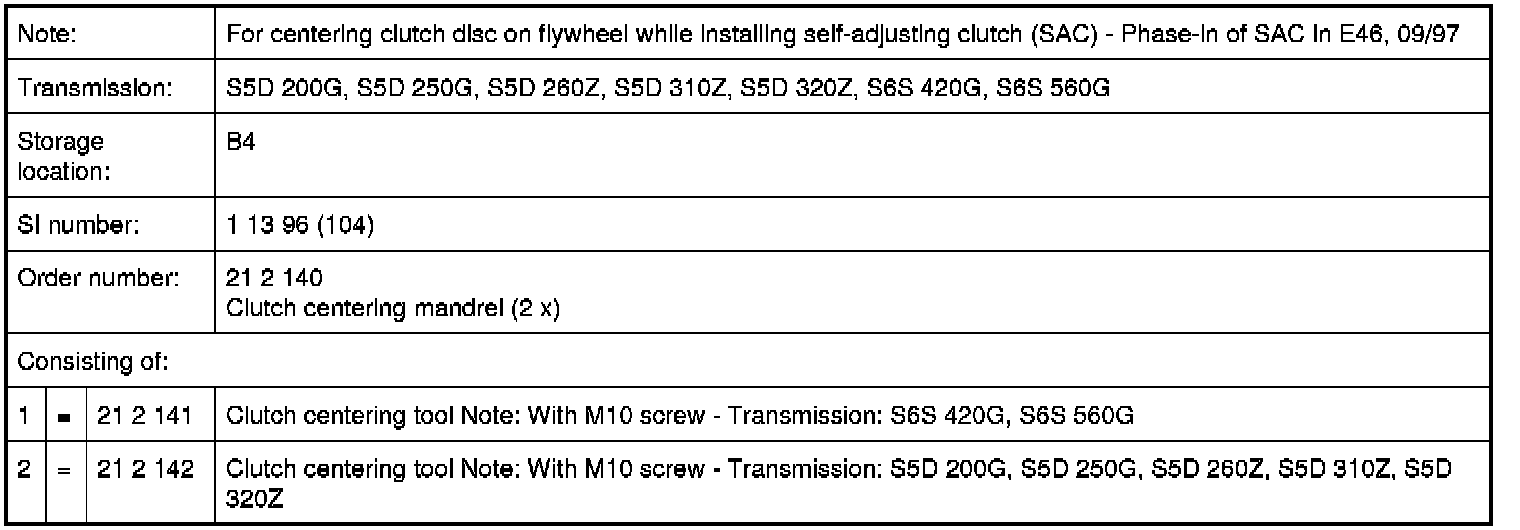 Note: For centering clutch disc on flywheel while installing self-adjusting clutch (SAC) - Phase-in of SAC in E46, 09/97
Transmission: S5D 200G, S5D 250G, S5D 260Z, S5D 310Z, S5D 320Z, S6S 420G, S6S 560G
Storage B4
location:
SI number: 1 13 96 (104)
Order number: 21 2 140
Clutch centering mandrel (2 x)
Consisting of:
1 = 21 2 141 Clutch centering tool Note: With M10 screw - Transmission: S6S 420G, S6S 560G
2 = 21 2 142 Clutch centering tool Note: With M10 screw - Transmission: S5D 200G, S5D 250G, S5D 260Z, S5D 310Z, S5D
320Z